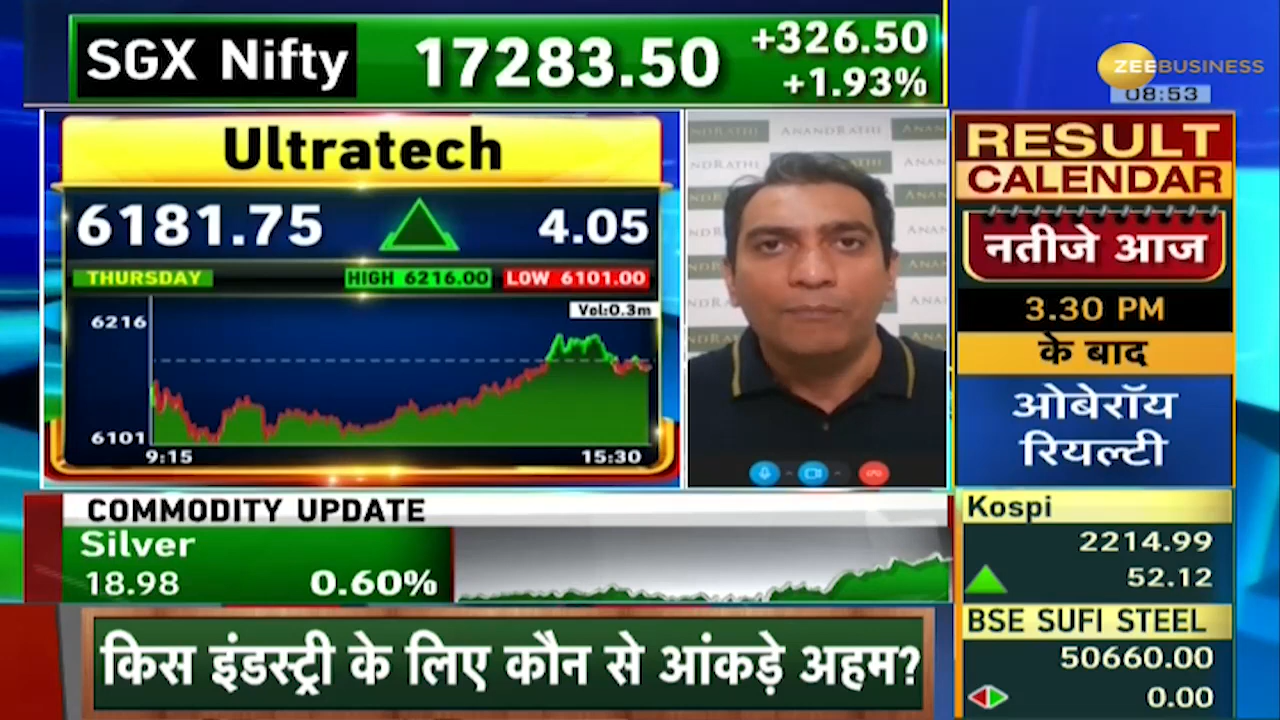 SGX Nifty 17283.50 +326.50
+1.93%
ZEEBUSINESS
08:53
Ultratech
6181.75 4.05
THURSDAY HIGH 6216.00 LOW 6101.00
Vol:0.3m
6216
6101
9:15 15:30
ANANDRATHI
RESULT
CALENDAR
नतीजे आज
3.30 PM
के बाद
ओबेरॉय
रियल्टी
COMMODITY UPDATE
Silver
18.98 0.60%
Kospi
2214.99
52.12
BSE SUFI STEEL
50660.00
0.00
किस इंडस्ट्री के लिए कौन से आंकड़े अहम?